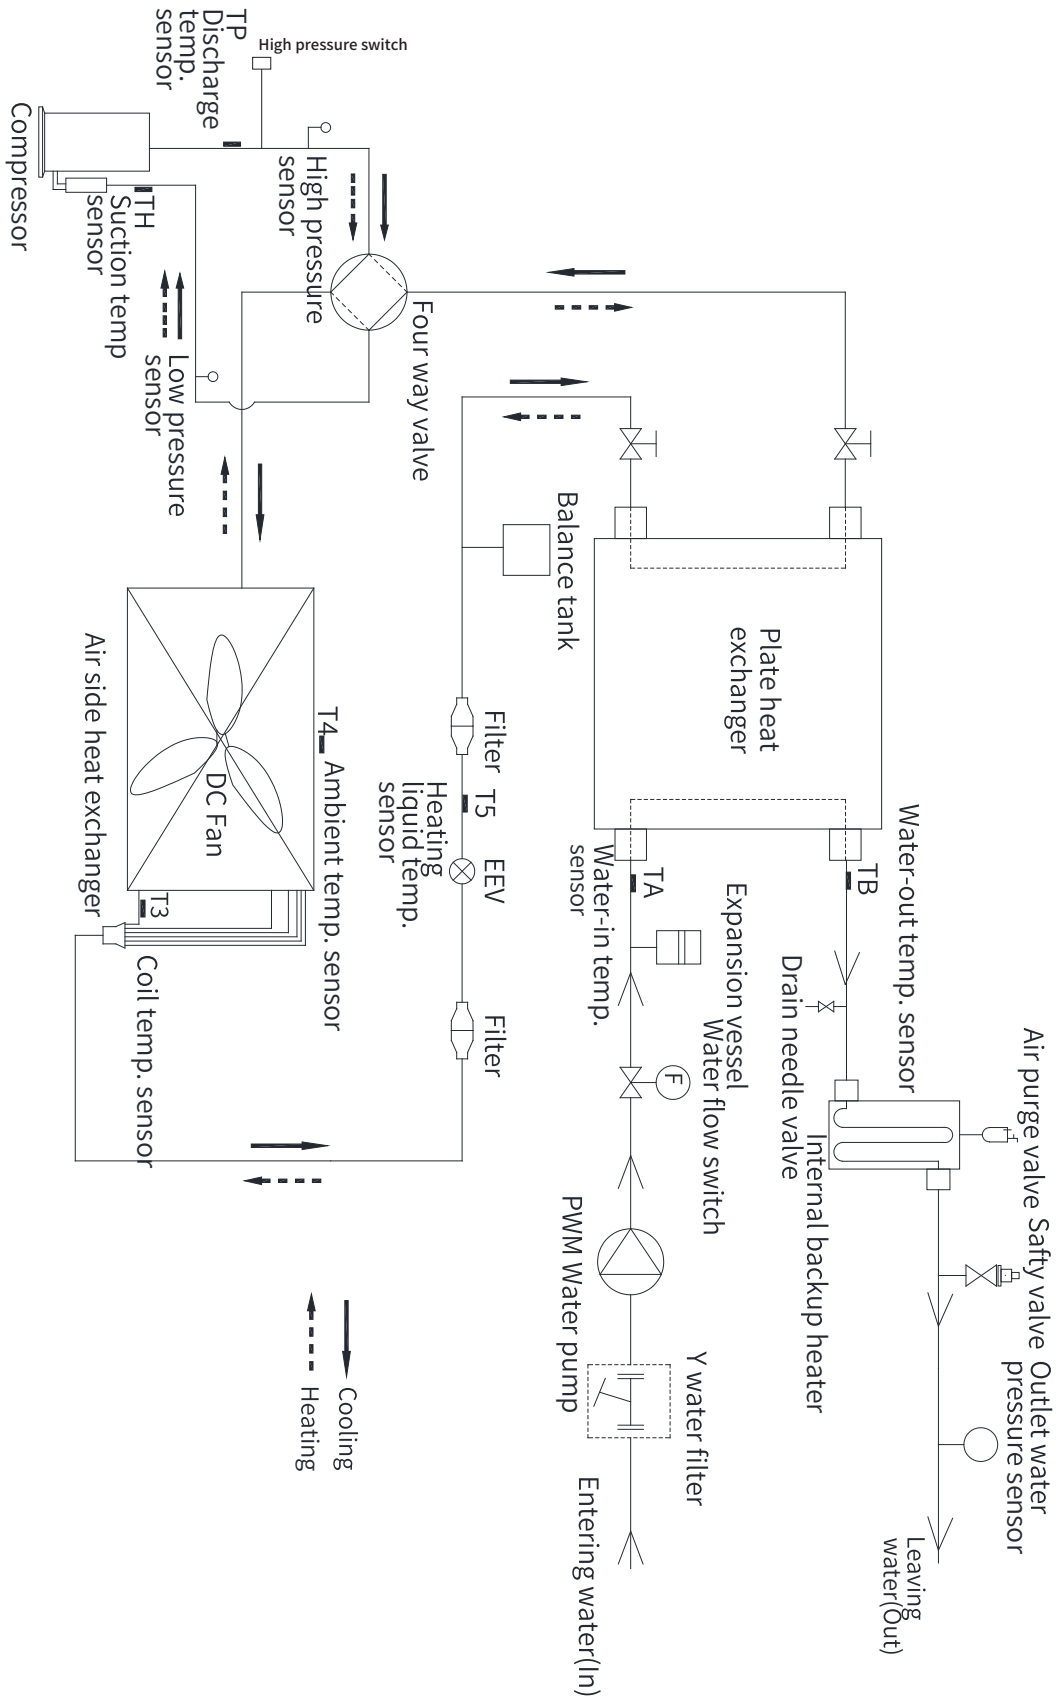 High pressure switch
TP
Discharge
temp.
sensor
Compressor
TH
Suction temp
sensor
High pressure
sensor
Low pressure
sensor
Four way valve
Balance tank
Plate heat
exchanger
Air side heat exchanger
DC Fan
T4
Ambient temp. sensor
T3
Coil temp. sensor
Filter
T5
Heating
liquid temp.
sensor
EEV
Filter
TA
Water-in temp.
sensor
TB
Water-out temp. sensor
Expansion vessel
Water flow switch
F
Drain needle valve
Internal backup heater
Air purge valve
Safty valve
Outlet water
pressure sensor
PWM Water pump
Y water filter
Entering water(In)
Leaving
water(Out)
Cooling
Heating